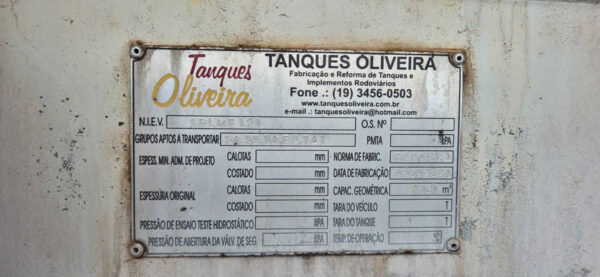 Tanques
Oliveira
TANQUES OLIVEIRA
Fabricação e Reforma de Tanques e
Implementos Rodoviários
Fone .: (19) 3456-0503
www.tanquesoliveira.com.br
e-mail .: tanquesoliveira@hotmail.com
N.I.E.V. O.S. Nº
GRUPOS APTOS A TRANSPORTAR PMTA kPA
ESPESS. MIN. ADM. DE PROJETO CALOTAS mm NORMA DE FABRIC.
COSTADO mm DATA DE FABRICAÇÃO
ESPESSÚRA ORIGINAL CALOTAS mm CAPAC. GEOMÉTRICA m³
COSTADO mm TARA DO VEÍCULO T
PRESSÃO DE ENSAIO TESTE HIDROSTÁTICO kPA TARA DO TANQUE T
PRESSÃO DE ABERTURA DA VÁLV. DE SEG. kPA TEMP. DE OPERAÇÃO °C